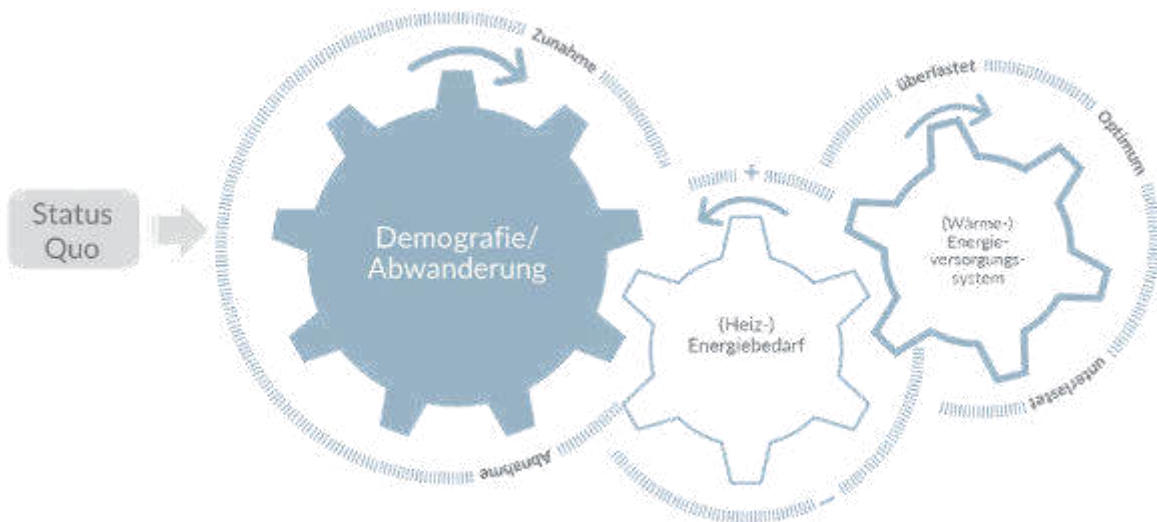 Status
Quo
Zunahme
Demografie/
Abwanderung
Abnahme
+
(Heiz-)
Energiebedarf
–
überlastet
Optimum
(Wärme-)
Energie-
versorgungs-
system
unterlastet